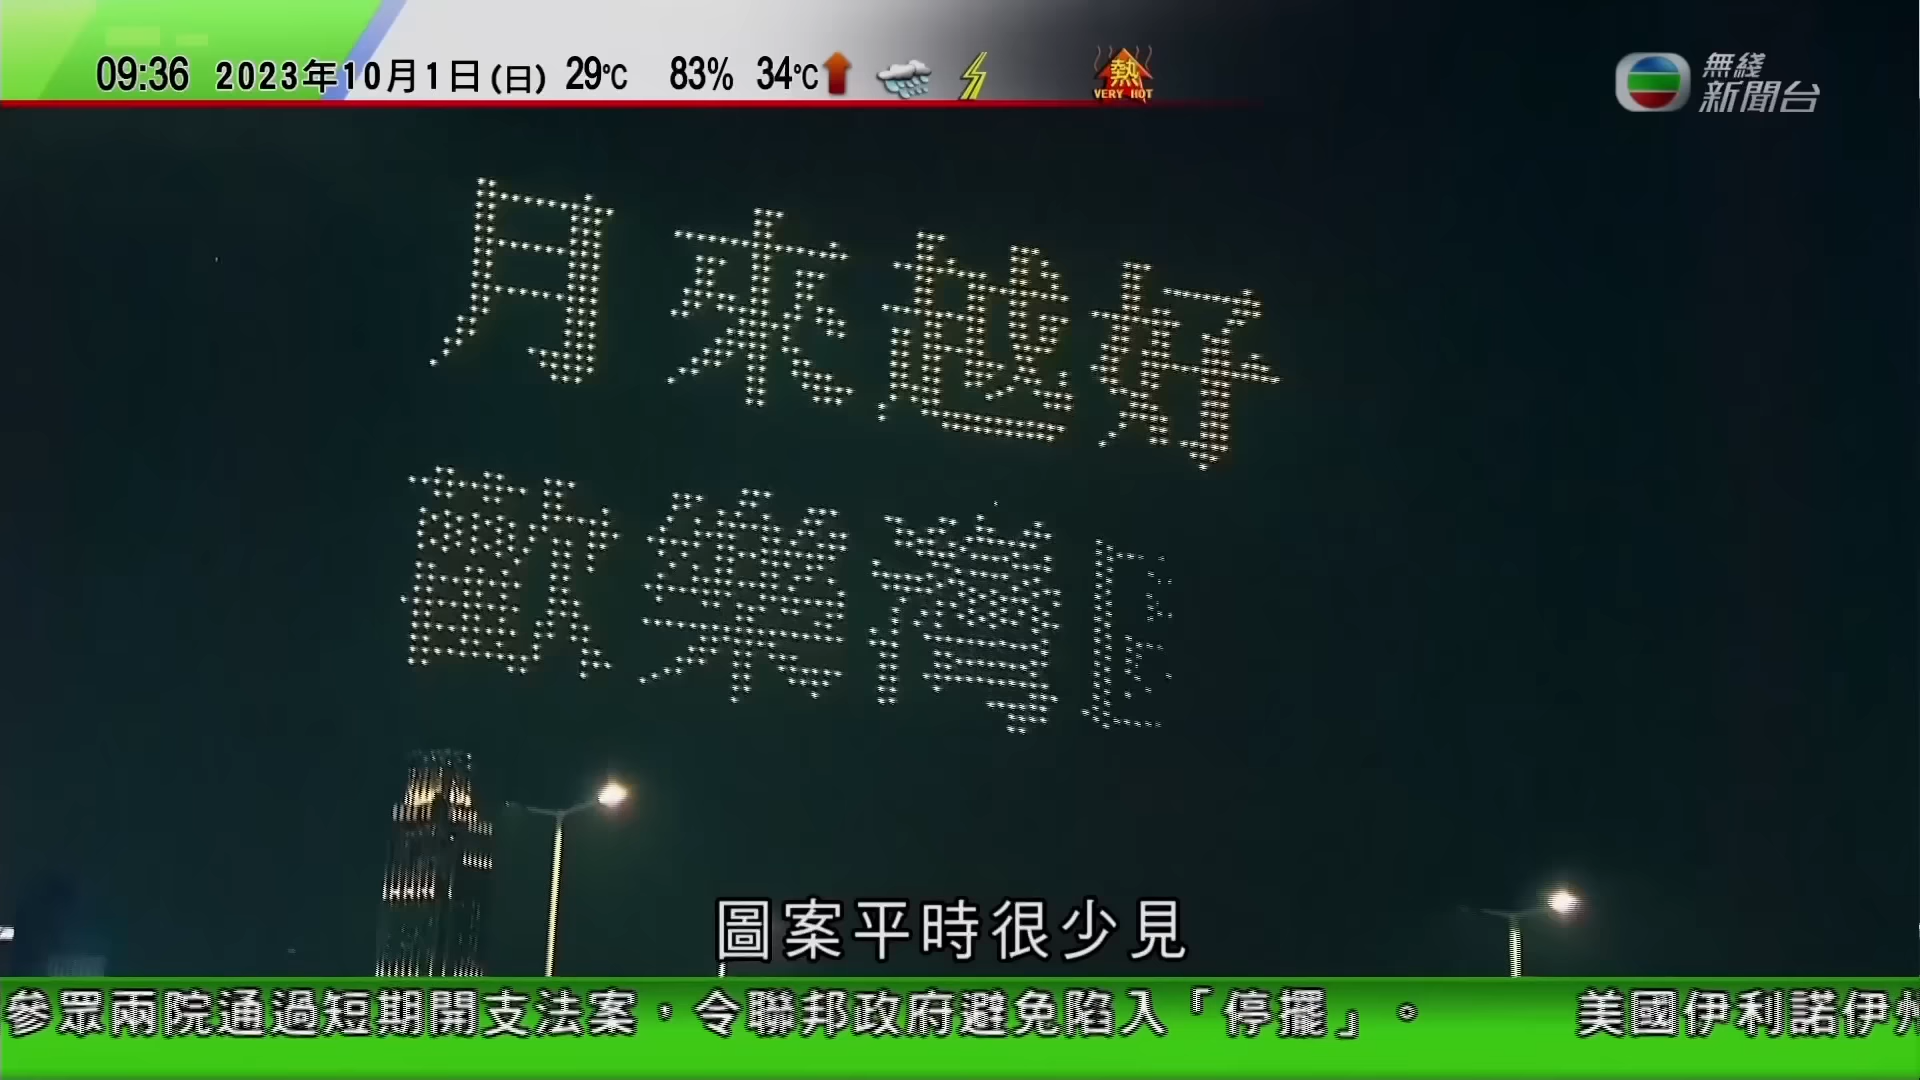 09:36 2023年10月1日(日) 29℃ 83% 34℃
熱
VERY HOT
無綫
新聞台
月來越好
歡樂灣
圖案平時很少見
參眾兩院通過短期開支法案，令聯邦政府避免陷入「停擺」。 美國伊利諾伊州